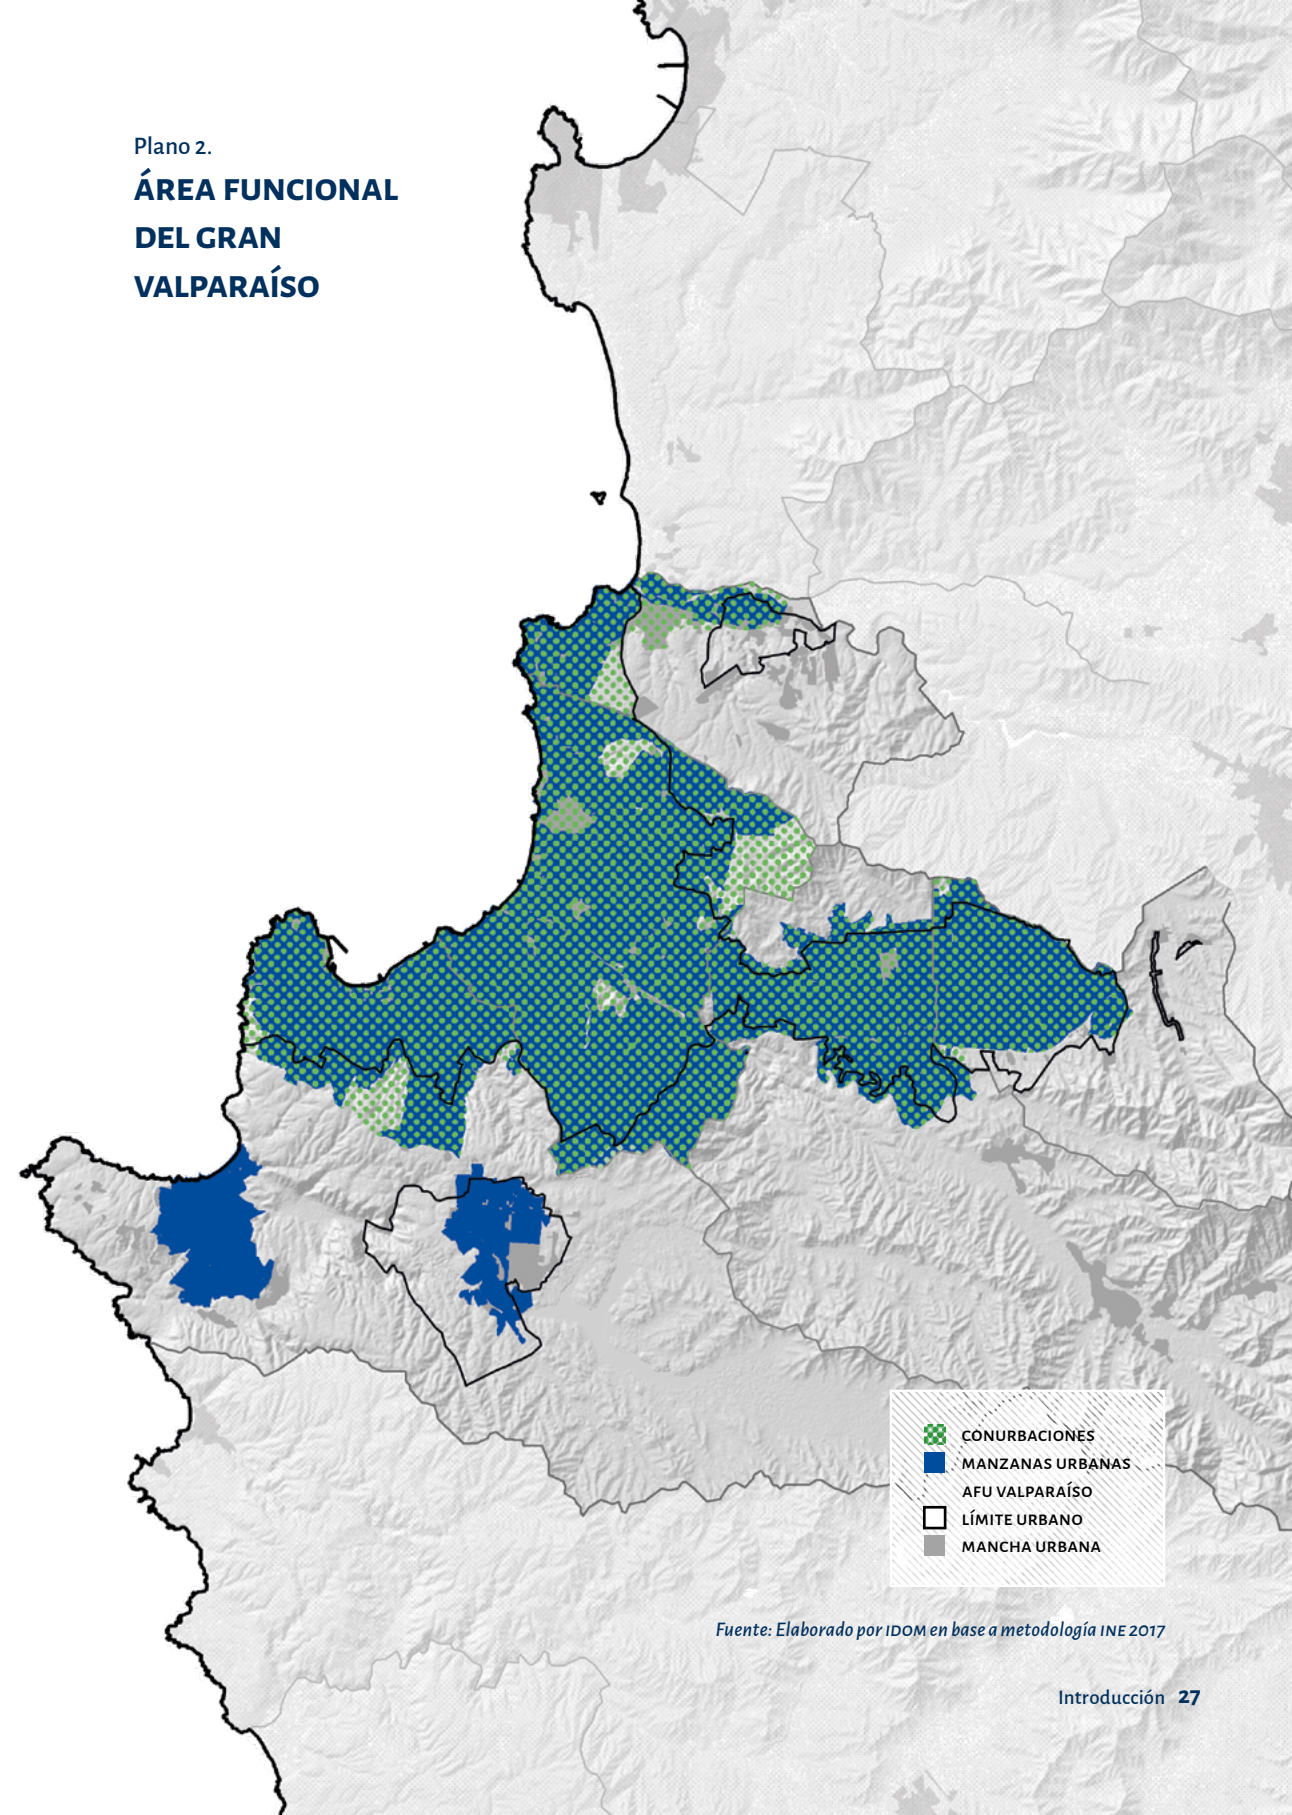 Plano 2.
ÁREA FUNCIONAL
DEL GRAN
VALPARAÍSO
CONURBACIONES
MANZANAS URBANAS
AFU VALPARAÍSO
LÍMITE URBANO
MANCHA URBANA
Fuente: Elaborado por IDOM en base a metodología INE 2017
Introducción 27